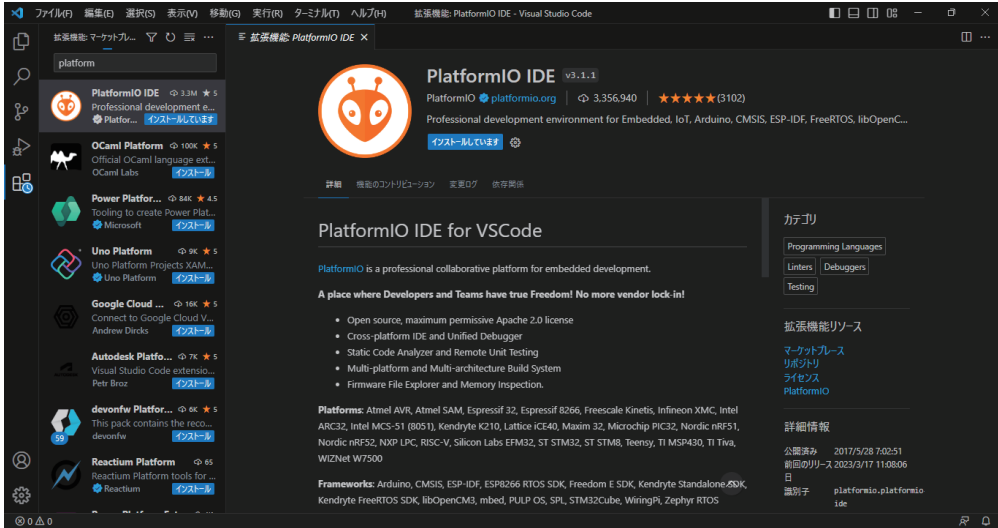 ファイル(F) 編集(E) 選択(S) 表示(V) 移動(G) 実行(R) ターミナル(T) ヘルプ(H) 拡張機能: PlatformIO IDE - Visual Studio Code
拡張機能: マーケットプレ... ···
拡張機能: PlatformIO IDE
platform
PlatformIO IDE 3.3M ★ 5
Professional development e...
Platfor... インストールしています
OCaml Platform 100K ★ 5
Official OCaml language ext...
OCaml Labs インストール
Power Platfor... 84K ★ 4.5
Tooling to create Power Plat...
Microsoft インストール
Uno Platform 9K ★ 5
Uno Platform Projects XAM...
Uno Platform インストール
Google Cloud ... 16K ★ 5
Connect to Google Cloud V...
Andrew Dircks インストール
Autodesk Platfo... 7K ★ 5
Visual Studio Code extensio...
Petr Broz インストール
devonfw Platfor... 6K ★ 5
This pack contains the reco...
devonfw インストール
59
Reactium Platform 65
Reactium Platform tools for ...
Reactium インストール
PlatformIO IDE v3.1.1
PlatformIO platformio.org 3,356,940 ★★★★★(3102)
Professional development environment for Embedded, IoT, Arduino, CMSIS, ESP-IDF, FreeRTOS, libOpenC...
インストールしています
詳細 機能のコントリビューション 変更ログ 依存関係
PlatformIO IDE for VSCode
PlatformIO is a professional collaborative platform for embedded development.
A place where Developers and Teams have true Freedom! No more vendor lock-in!
• Open source, maximum permissive Apache 2.0 license
• Cross-platform IDE and Unified Debugger
• Static Code Analyzer and Remote Unit Testing
• Multi-platform and Multi-architecture Build System
• Firmware File Explorer and Memory Inspection.
Platforms: Atmel AVR, Atmel SAM, Espressif 32, Espressif 8266, Freescale Kinetis, Infineon XMC, Intel
ARC32, Intel MCS-51 (8051), Kendryte K210, Lattice iCE40, Maxim 32, Microchip PIC32, Nordic nRF51,
Nordic nRF52, NXP LPC, RISC-V, Silicon Labs EFM32, ST STM32, ST STM8, Teensy, TI MSP430, TI Tiva,
WIZNet W7500
Frameworks: Arduino, CMSIS, ESP-IDF, ESP8266 RTOS SDK, Freedom E SDK, Kendryte Standalone SDK,
Kendryte FreeRTOS SDK, libOpenCM3, mbed, PULP OS, SPL, STM32Cube, WiringPi, Zephyr RTOS
カテゴリ
Programming Languages
Linters Debuggers
Testing
拡張機能リソース
マーケットプレース
リポジトリ
ライセンス
PlatformIO
詳細情報
公開済み 2017/5/28 7:02:51
前回のリリース 2023/3/17 11:08:06
日
識別子 platformio.platformio
ide
0 0